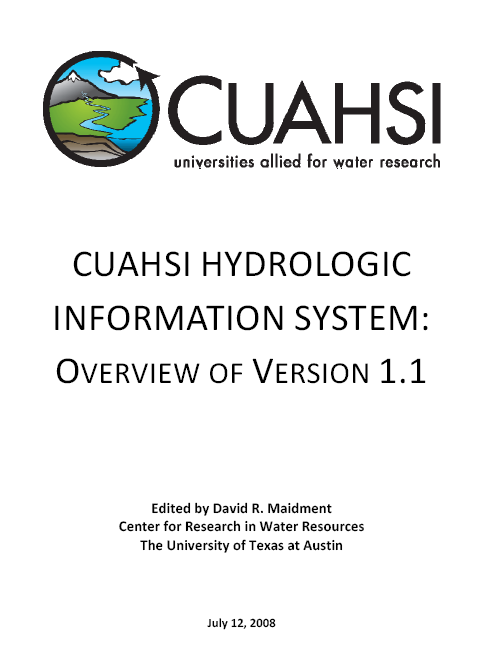 CUAHSI
universities allied for water research
CUAHSI HYDROLOGIC
INFORMATION SYSTEM:
OVERVIEW OF VERSION 1.1
Edited by David R. Maidment
Center for Research in Water Resources
The University of Texas at Austin
July 12, 2008